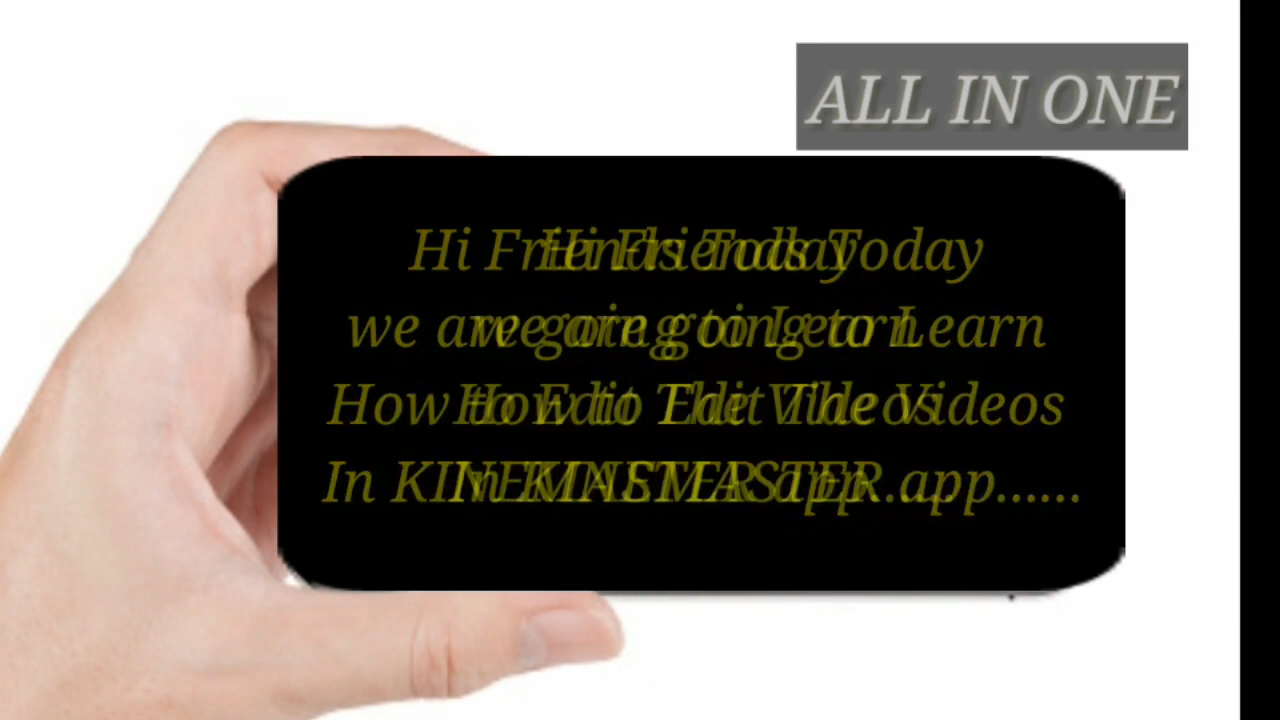 ALL IN ONE
Hi Friends Today
we are going to Learn
How to Edit The Videos
In KINEMASTER app......